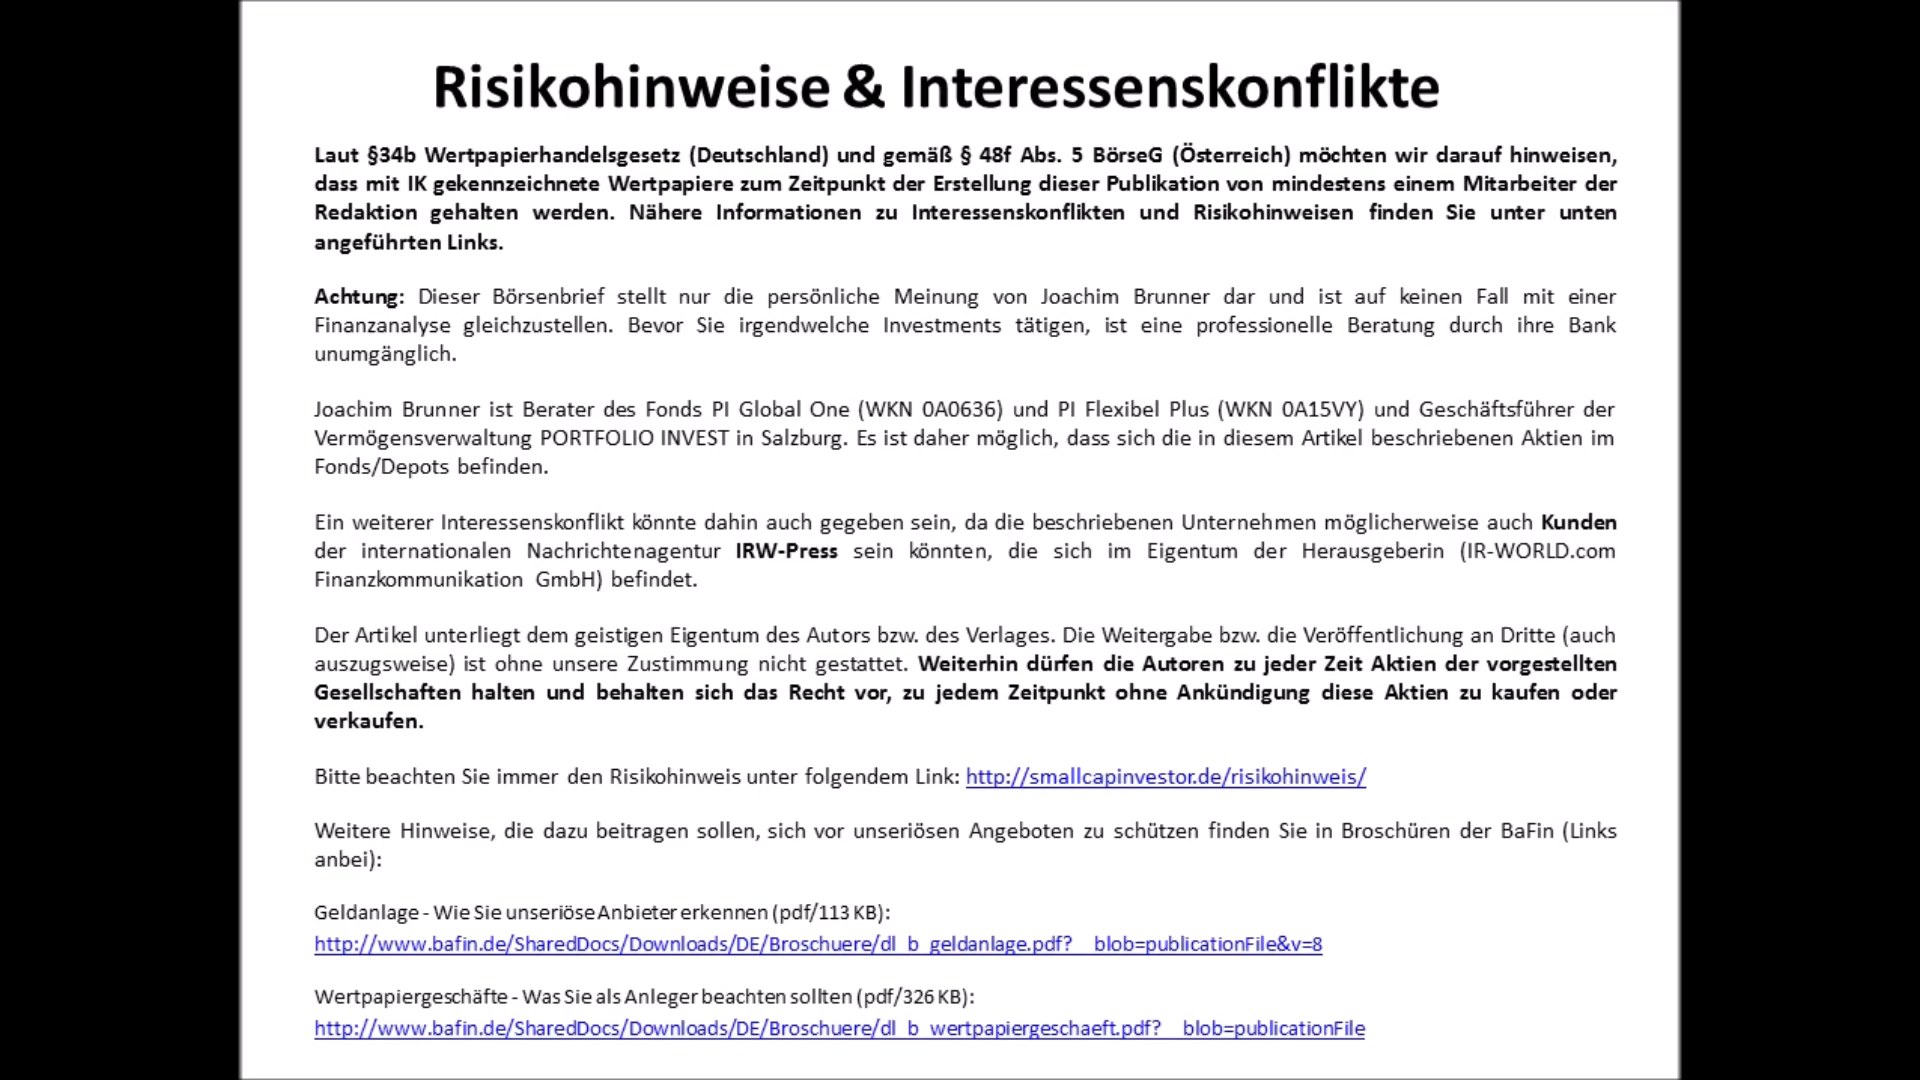 Risikohinweise & Interessenskonflikte
Laut §34b Wertpapierhandelsgesetz (Deutschland) und gemäß § 48f Abs. 5 BörseG (Österreich) möchten wir darauf hinweisen,
dass mit IK gekennzeichnete Wertpapiere zum Zeitpunkt der Erstellung dieser Publikation von mindestens einem Mitarbeiter der
Redaktion gehalten werden. Nähere Informationen zu Interessenskonflikten und Risikohinweisen finden Sie unter unten
angeführten Links.
Achtung: Dieser Börsenbrief stellt nur die persönliche Meinung von Joachim Brunner dar und ist auf keinen Fall mit einer
Finanzanalyse gleichzustellen. Bevor Sie irgendwelche Investments tätigen, ist eine professionelle Beratung durch ihre Bank
unumgänglich.
Joachim Brunner ist Berater des Fonds PI Global One (WKN 0A0636) und PI Flexibel Plus (WKN 0A15VY) und Geschäftsführer der
Vermögensverwaltung PORTFOLIO INVEST in Salzburg. Es ist daher möglich, dass sich die in diesem Artikel beschriebenen Aktien im
Fonds/Depots befinden.
Ein weiterer Interessenskonflikt könnte dahin auch gegeben sein, da die beschriebenen Unternehmen möglicherweise auch Kunden
der internationalen Nachrichtenagentur IRW-Press sein könnten, die sich im Eigentum der Herausgeberin (IR-WORLD.com
Finanzkommunikation GmbH) befindet.
Der Artikel unterliegt dem geistigen Eigentum des Autors bzw. des Verlages. Die Weitergabe bzw. die Veröffentlichung an Dritte (auch
auszugsweise) ist ohne unsere Zustimmung nicht gestattet. Weiterhin dürfen die Autoren zu jeder Zeit Aktien der vorgestellten
Gesellschaften halten und behalten sich das Recht vor, zu jedem Zeitpunkt ohne Ankündigung diese Aktien zu kaufen oder
verkaufen.
Bitte beachten Sie immer den Risikohinweis unter folgendem Link: http://smallcapinvestor.de/risikohinweis/
Weitere Hinweise, die dazu beitragen sollen, sich vor unseriösen Angeboten zu schützen finden Sie in Broschüren der BaFin (Links
anbei):
Geldanlage - Wie Sie unseriöse Anbieter erkennen (pdf/113 KB):
http://www.bafin.de/SharedDocs/Downloads/DE/Broschuere/dl_b_geldanlage.pdf?__blob=publicationFile&v=8
Wertpapiergeschäfte - Was Sie als Anleger beachten sollten (pdf/326 KB):
http://www.bafin.de/SharedDocs/Downloads/DE/Broschuere/dl_b_wertpapiergeschaeft.pdf?__blob=publicationFile